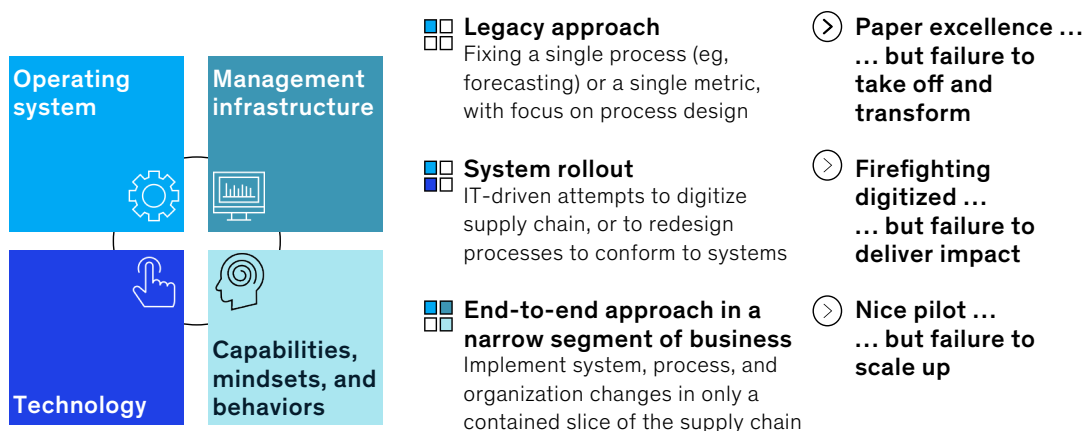 Operating
system
Management
infrastructure
Technology
Capabilities,
mindsets, and
behaviors
Legacy approach
Fixing a single process (eg,
forecasting) or a single metric,
with focus on process design
Paper excellence …
… but failure to
take off and
transform
System rollout
IT-driven attempts to digitize
supply chain, or to redesign
processes to conform to systems
Firefighting
digitized …
… but failure to
deliver impact
End-to-end approach in a
narrow segment of business
Implement system, process, and
organization changes in only a
contained slice of the supply chain
Nice pilot …
… but failure to
scale up